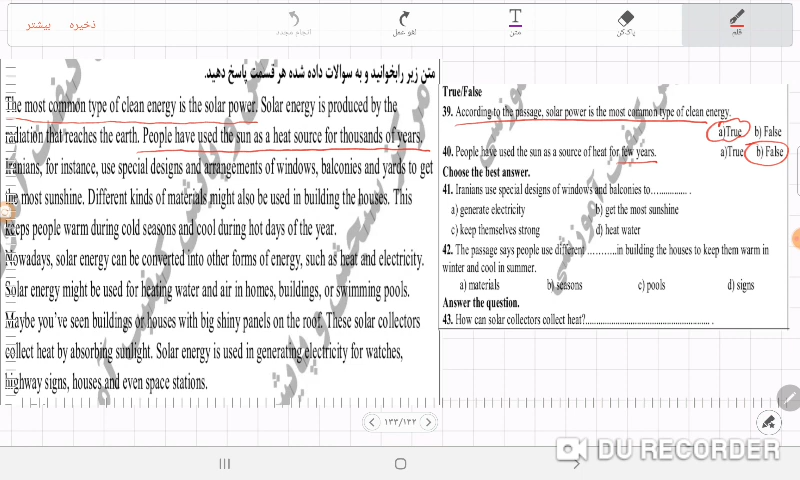 ذخیره
بیشتر
انجام مجدد
لغو عمل
متن
پاک‌کن
قلم
متن زیر را بخوانید و به سوالات داده شده هر قسمت پاسخ دهید.
The most common type of clean energy is the solar power. Solar energy is produced by the
radiation that reaches the earth. People have used the sun as a heat source for thousands of years.
Iranians, for instance, use special designs and arrangements of windows, balconies and yards to get
the most sunshine. Different kinds of materials might also be used in building the houses. This
keeps people warm during cold seasons and cool during hot days of the year.
Nowadays, solar energy can be converted into other forms of energy, such as heat and electricity.
Solar energy might be used for heating water and air in homes, buildings, or swimming pools.
Maybe you've seen buildings or houses with big shiny panels on the roof. These solar collectors
collect heat by absorbing sunlight. Solar energy is used in generating electricity for watches,
highway signs, houses and even space stations.
True/False
39. According to the passage, solar power is the most common type of clean energy.
a)True b) False
40. People have used the sun as a source of heat for few years. a)True b) False
Choose the best answer.
41. Iranians use special designs of windows and balconies to............... .
a) generate electricity b) get the most sunshine
c) keep themselves strong d) heat water
42. The passage says people use different ...........in building the houses to keep them warm in
winter and cool in summer.
a) materials b) seasons c) pools d) signs
Answer the question.
43. How can solar collectors collect heat?........................................................ .
۱۳۳/۱۳۲
DU RECORDER